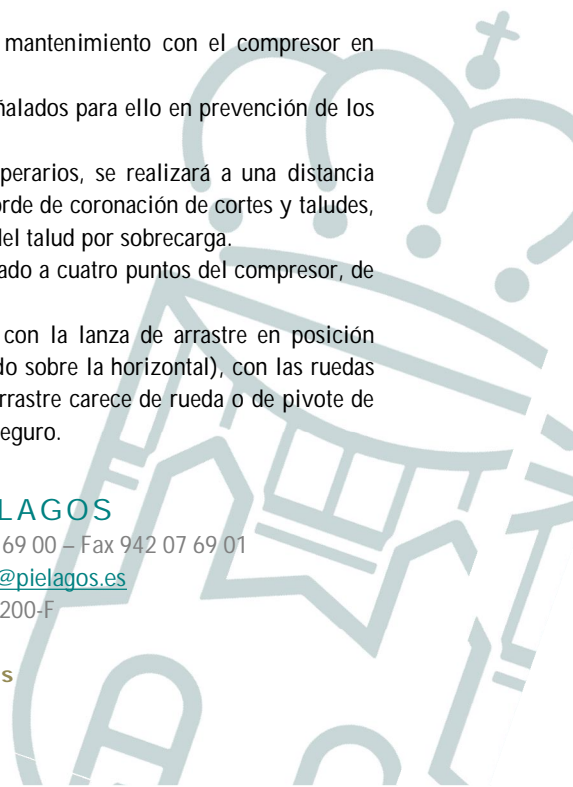 mantenimiento con el compresor en
ñalados para ello en prevención de los
perarios, se realizará a una distancia
orde de coronación de cortes y taludes,
del talud por sobrecarga.
ado a cuatro puntos del compresor, de
con la lanza de arrastre en posición
do sobre la horizontal), con las ruedas
rrastre carece de rueda o de pivote de
eguro.
LAGOS
69 00 – Fax 942 07 69 01
@pielagos.es
200-F
s